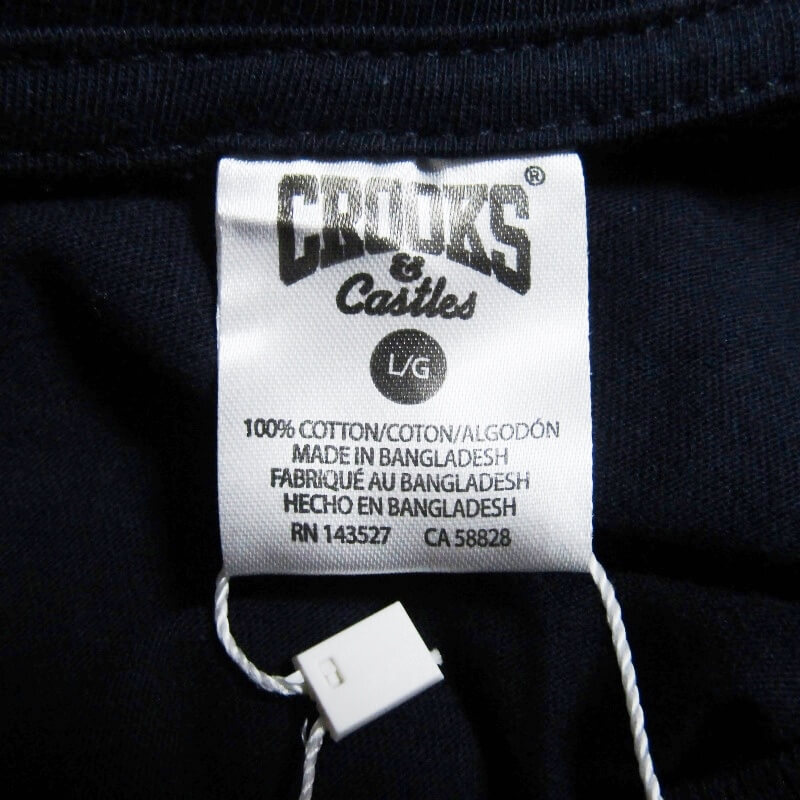 CROOKS®
&
Castles
L/G
100% COTTON/COTON/ALGODÓN
MADE IN BANGLADESH
FABRIQUÉ AU BANGLADESH
HECHO EN BANGLADESH
RN 143527 CA 58828